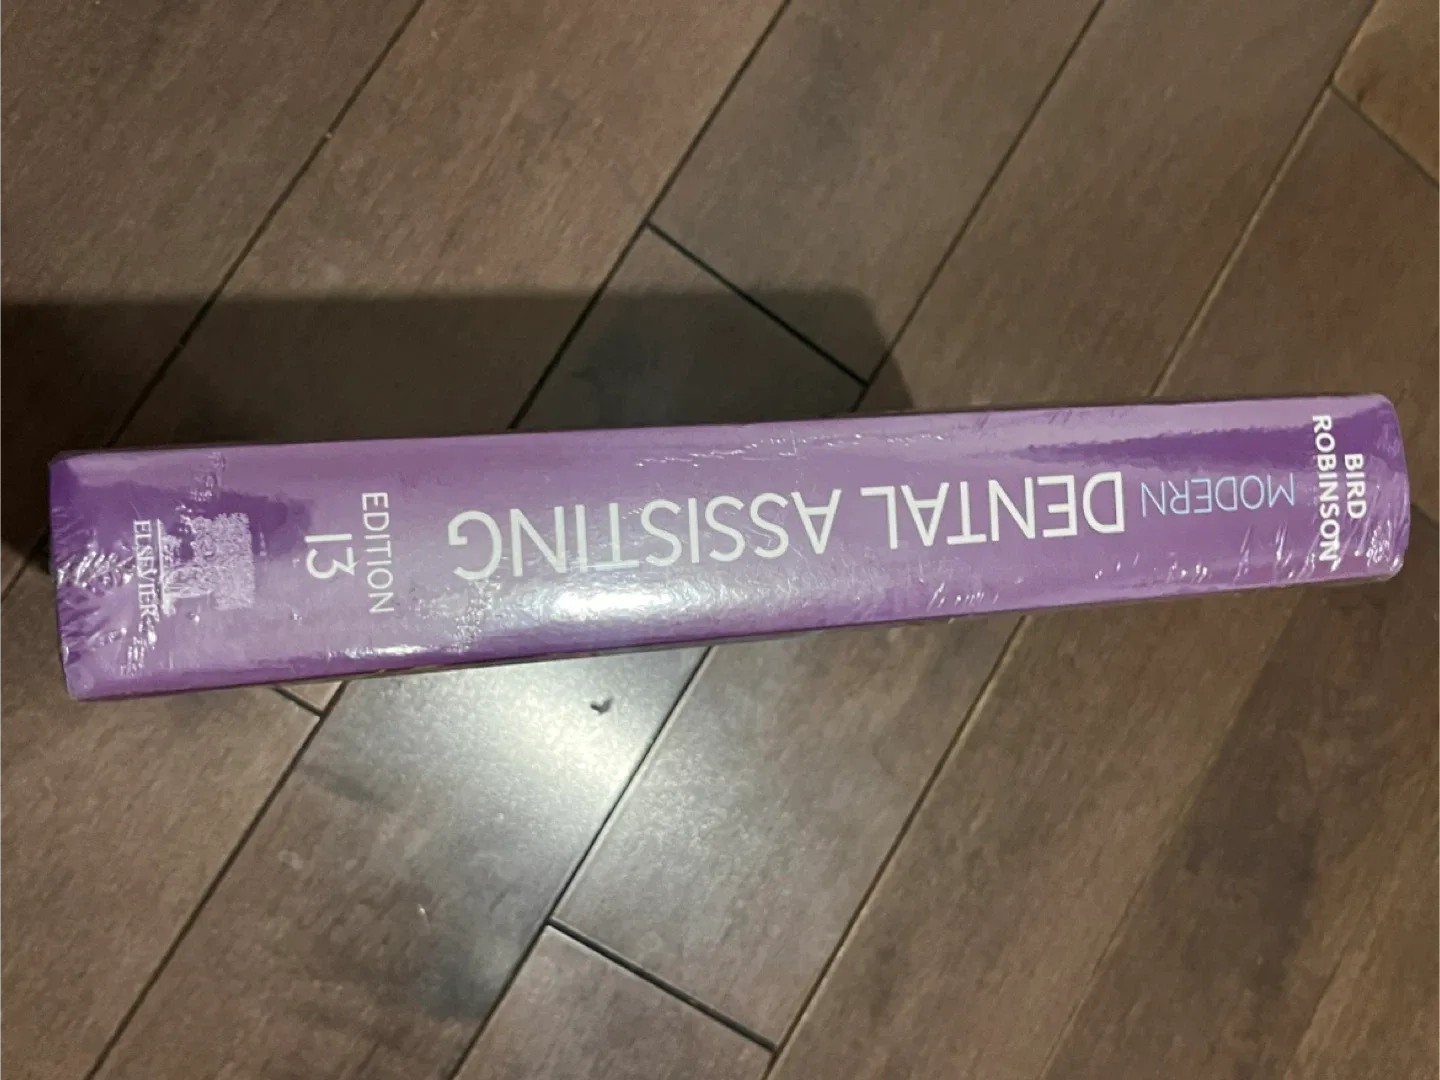 BIRD
ROBINSON
MODERN
DENTAL ASSISTING
EDITION
13
ELSEVIER